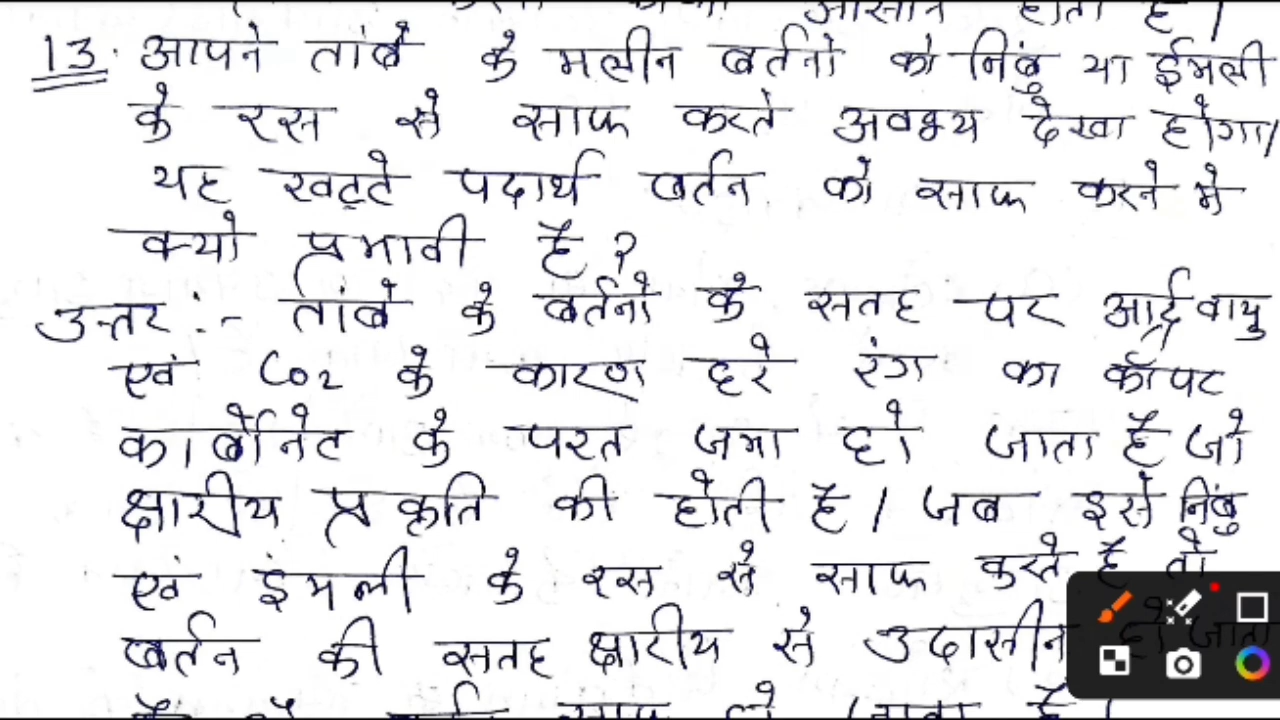 आसान होता है।
13. आपने तांबे के मलीन बर्तनो को निंबु या ईमली
के रस से साफ करते अवश्य देखा होगा।
यह खट्टे पदार्थ बर्तन को साफ करने मे
क्यो प्रभावी है?
उत्तर :- तांबे के बर्तनो के सतह पर आर्द्र वायु
एवं CO2 के कारण हरे रंग का कॉपर
कार्बोनेट के परत जमा हो जाता है जो
क्षारीय प्रकृति की होती है। जब इसे निंबु
एवं इंमली के रस से साफ करते है तो
बर्तन की सतह क्षारीय से उदासीन हो जाता